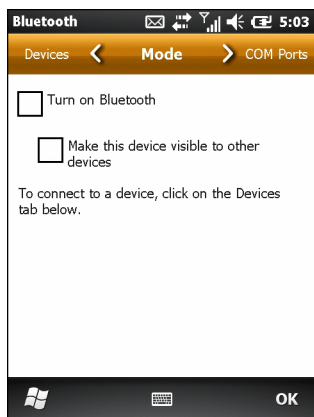 Bluetooth 5:03
Devices Mode COM Ports
Turn on Bluetooth
Make this device visible to other
devices
To connect to a device, click on the Devices
tab below.
OK